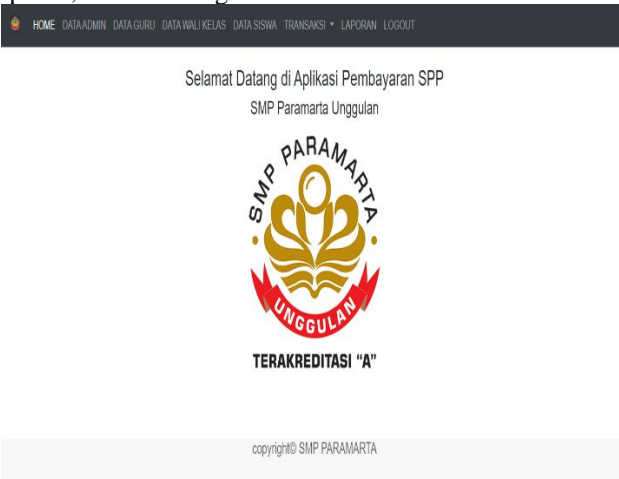 HOME DATA ADMIN DATA GURU DATA WALI KELAS DATA SISWA TRANSAKSI LAPORAN LOGOUT
Selamat Datang di Aplikasi Pembayaran SPP
SMP Paramarta Unggulan
SMP PARAMARTA
UNGGULAN
TERAKREDITASI “A”
copyright© SMP PARAMARTA